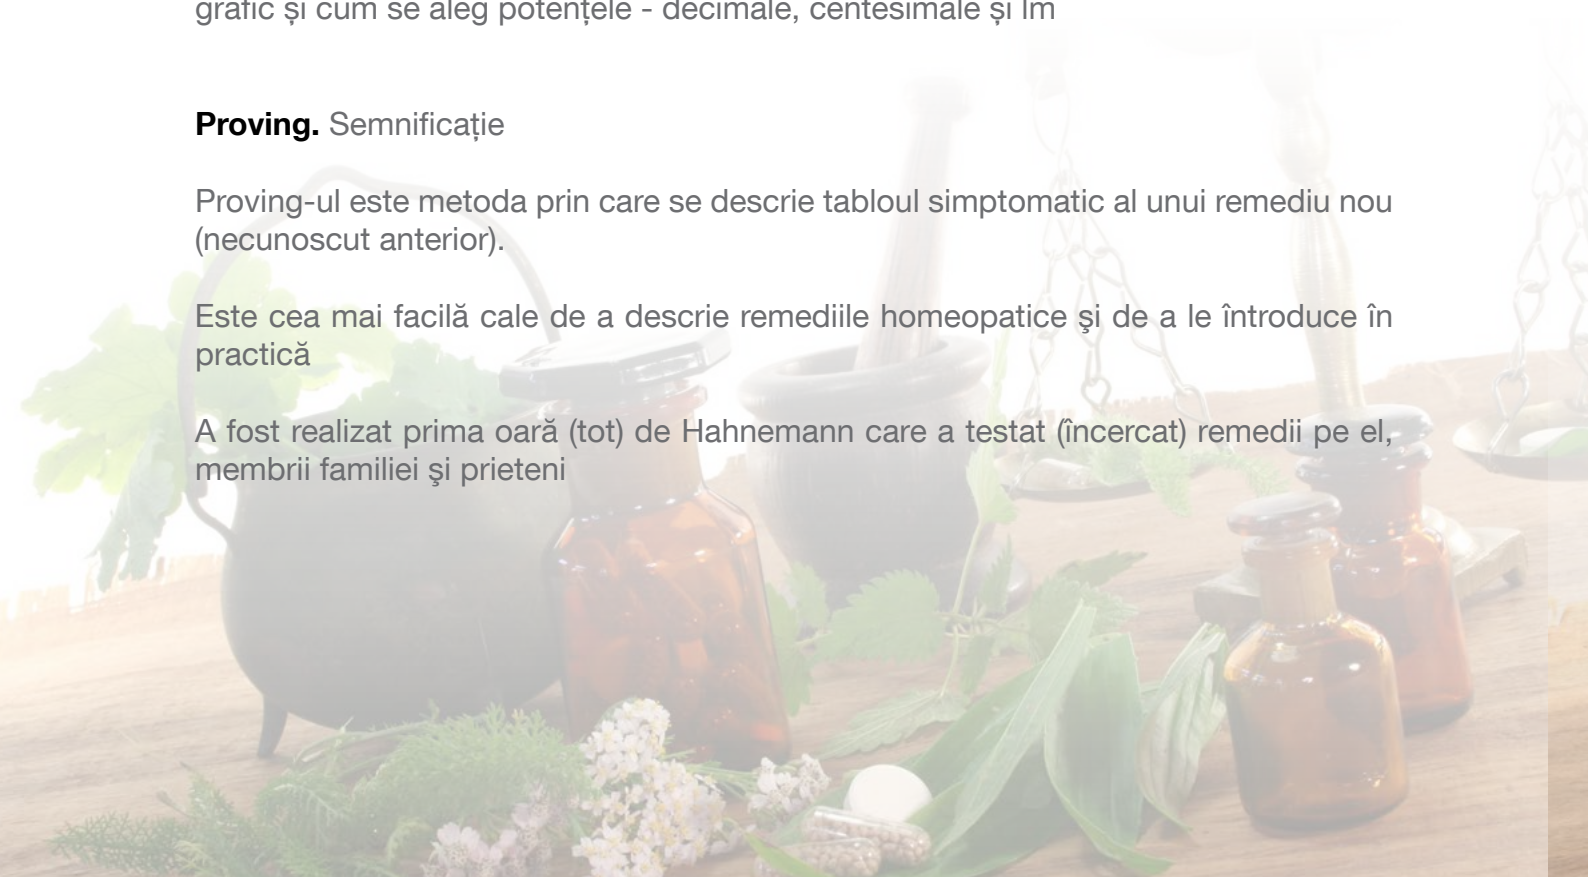 grafic și cum se aleg potențele - decimale, centesimale și lm
Proving. Semnificație
Proving-ul este metoda prin care se descrie tabloul simptomatic al unui remediu nou
(necunoscut anterior).
Este cea mai facilă cale de a descrie remediile homeopatice şi de a le întroduce în
practică
A fost realizat prima oară (tot) de Hahnemann care a testat (încercat) remedii pe el,
membrii familiei şi prieteni